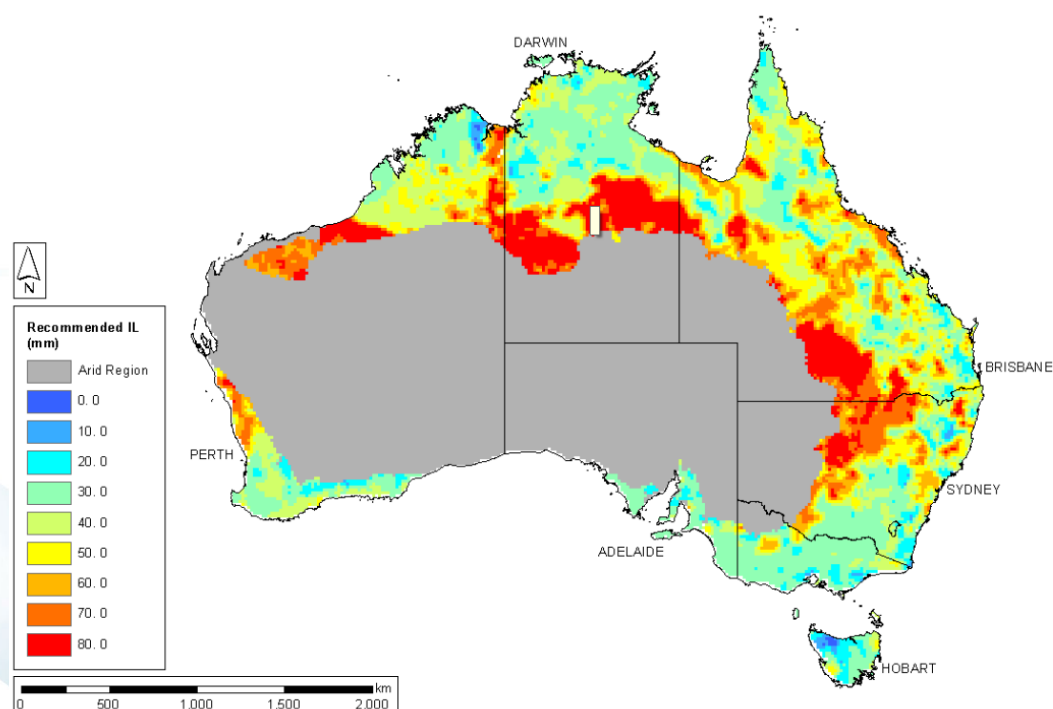 DARWIN
N
Recommended IL
(mm)
Arid Region
0. 0
10. 0
20. 0
30. 0
40. 0
50. 0
60. 0
70. 0
80. 0
BRISBANE
PERTH
SYDNEY
ADELAIDE
HOBART
km
0 500 1,000 1,500 2,000